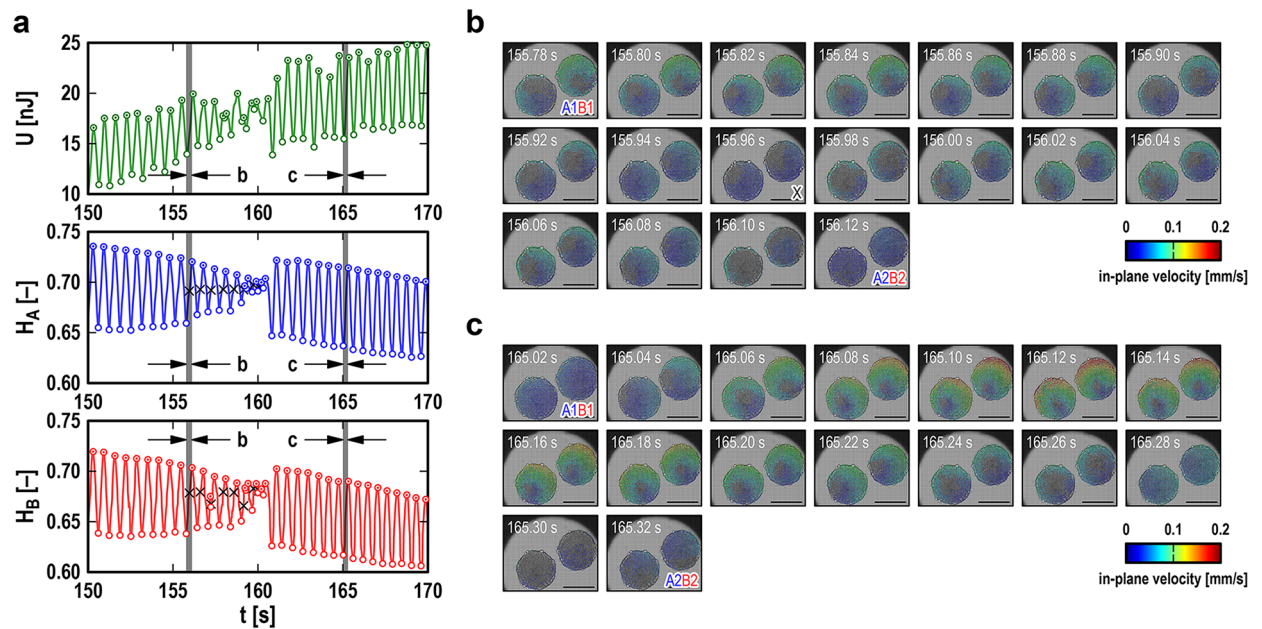 a
25
20
15
10
U [nJ]
b
c
150
155
160
165
170
0.75
0.70
0.65
0.60
H_A [–]
b
c
150
155
160
165
170
0.75
0.70
0.65
0.60
H_B [–]
b
c
150
155
160
165
170
t [s]
b
155.78 s
155.80 s
155.82 s
155.84 s
155.86 s
155.88 s
155.90 s
A1B1
155.92 s
155.94 s
155.96 s
155.98 s
156.00 s
156.02 s
156.04 s
X
156.06 s
156.08 s
156.10 s
156.12 s
A2B2
0 0.1 0.2
in-plane velocity [mm/s]
c
165.02 s
165.04 s
165.06 s
165.08 s
165.10 s
165.12 s
165.14 s
A1B1
165.16 s
165.18 s
165.20 s
165.22 s
165.24 s
165.26 s
165.28 s
165.30 s
165.32 s
A2B2
0 0.1 0.2
in-plane velocity [mm/s]